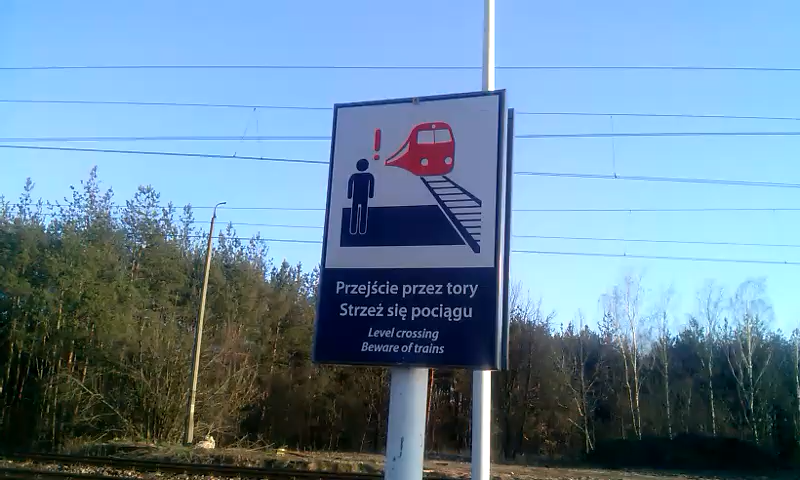 !
Przejście przez tory
Strzeż się pociągu
Level crossing
Beware of trains